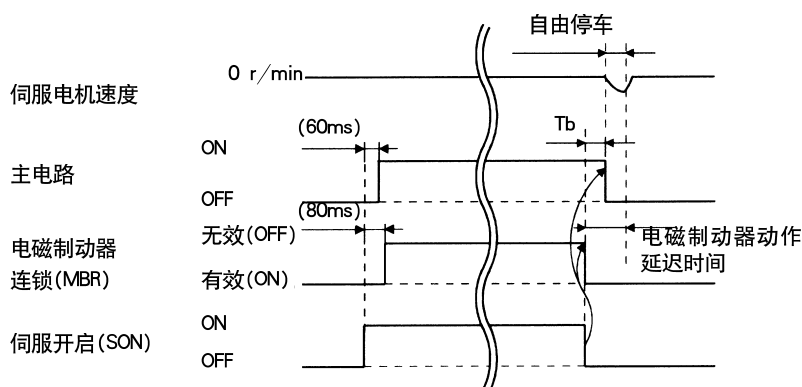 自由停车
0 r/min
伺服电机速度
(60ms)
Tb
ON
主电路
OFF
(80ms)
无效(OFF)
电磁制动器动作
延迟时间
电磁制动器
连锁(MBR)
有效(ON)
ON
伺服开启(SON)
OFF